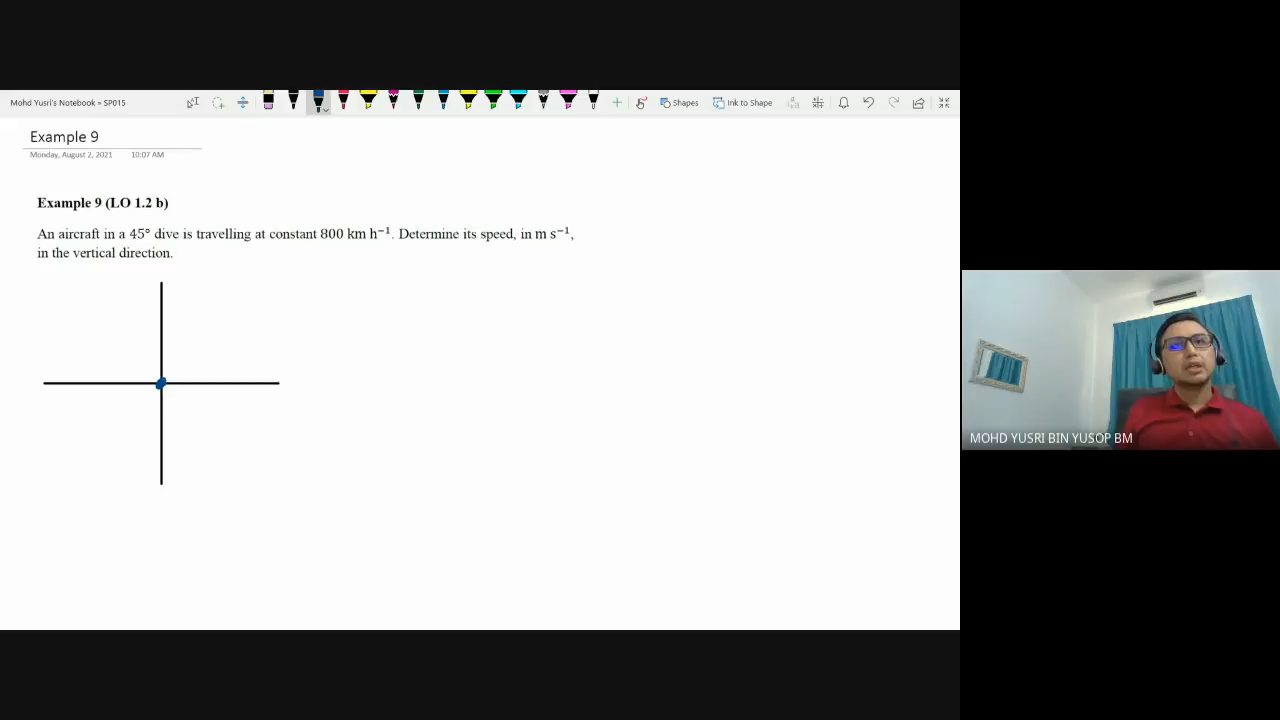 Mohd Yusri's Notebook » SP015
Shapes
Ink to Shape
Example 9
Monday, August 2, 2021 10:07 AM
Example 9 (LO 1.2 b)
An aircraft in a 45° dive is travelling at constant 800 km h⁻¹. Determine its speed, in m s⁻¹,
in the vertical direction.
MOHD YUSRI BIN YUSOP BM